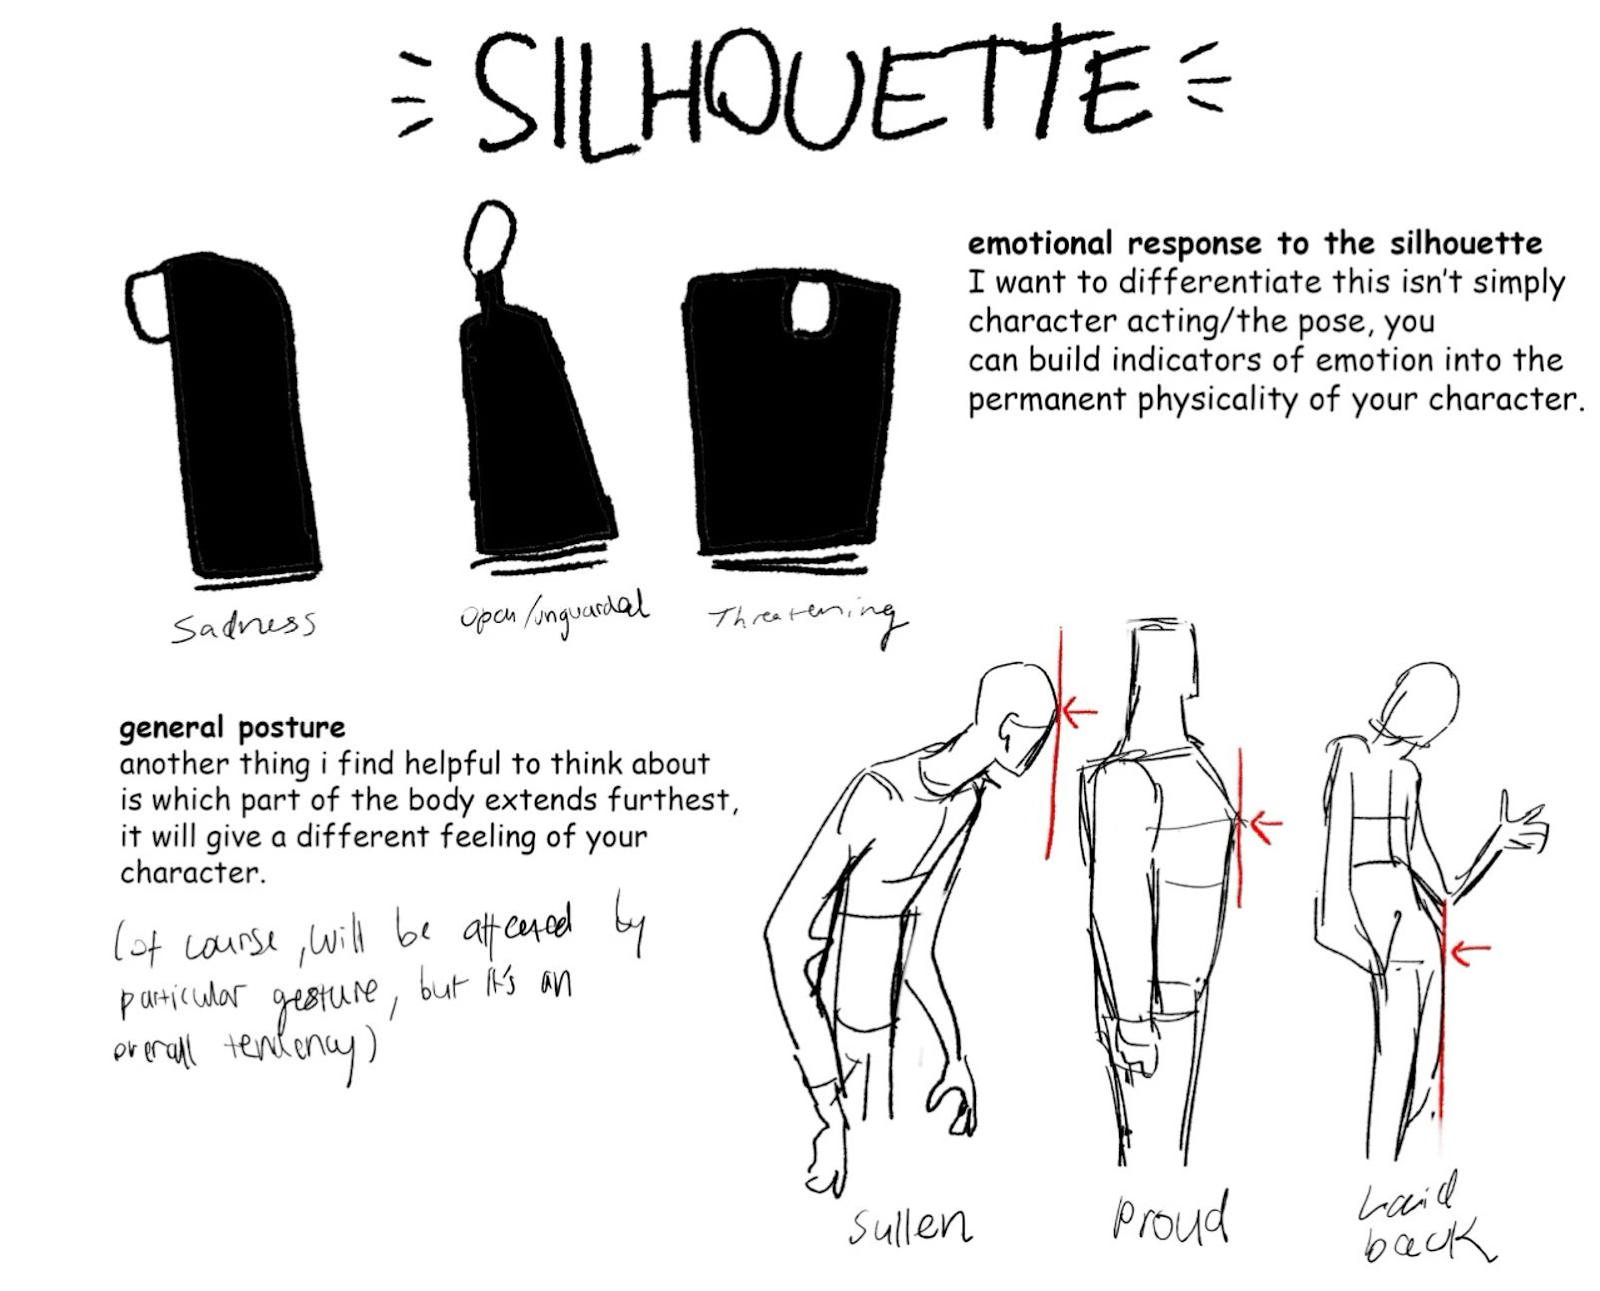 SILHOUETTE
emotional response to the silhouette
I want to differentiate this isn't simply
character acting/the pose, you
can build indicators of emotion into the
permanent physicality of your character.
Sadness
Open/unguarded
Threatening
general posture
another thing i find helpful to think about
is which part of the body extends furthest,
it will give a different feeling of your
character.
(of course, will be affected by
particular gesture, but it's an
overall tendency)
Sullen
Proud
Laid
back